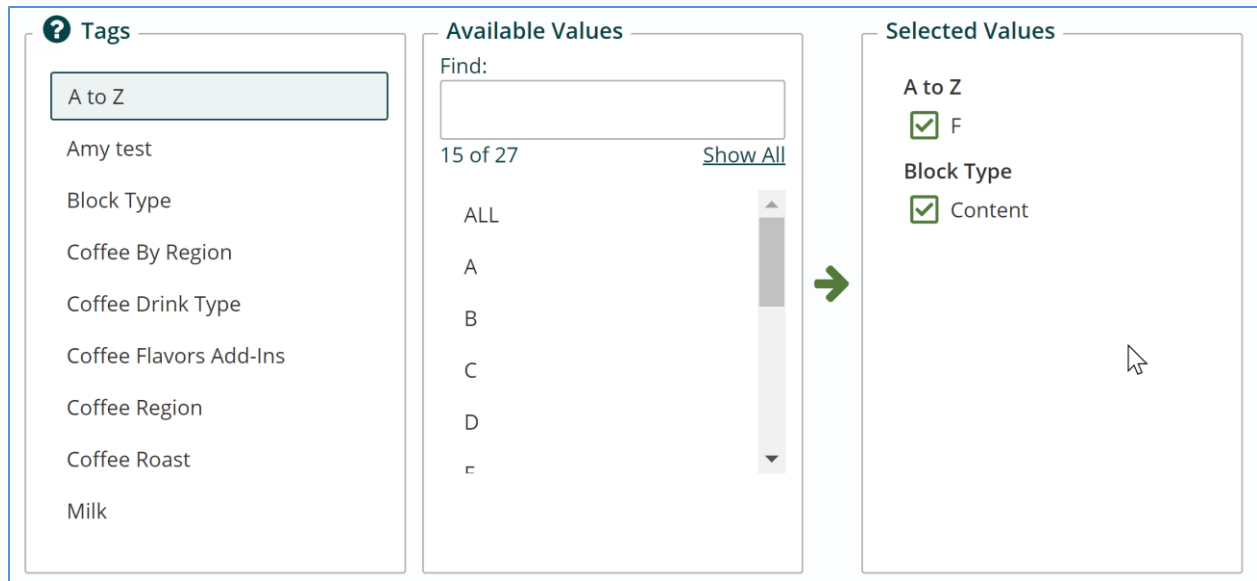 ? Tags
A to Z
Amy test
Block Type
Coffee By Region
Coffee Drink Type
Coffee Flavors Add-Ins
Coffee Region
Coffee Roast
Milk
Available Values
Find:
15 of 27 Show All
ALL
A
B
C
D
Selected Values
A to Z
F
Block Type
Content